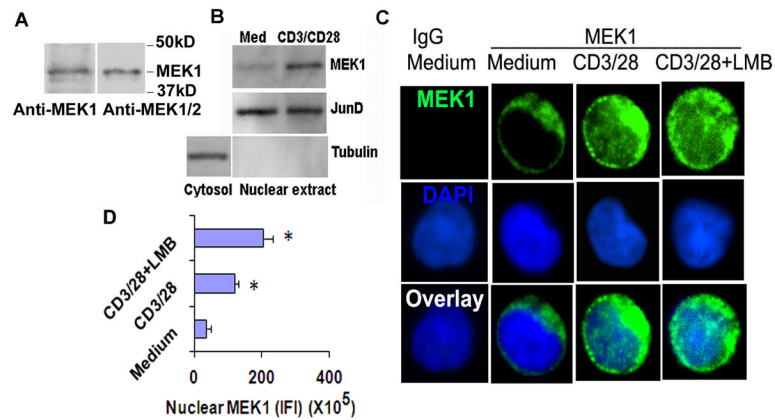 A
50kD
MEK1
37kD
Anti-MEK1 Anti-MEK1/2
B
Med CD3/CD28
MEK1
JunD
Tubulin
Cytosol Nuclear extract
C
IgG
Medium
MEK1
Medium CD3/28 CD3/28+LMB
MEK1
DAPI
Overlay
D
CD3/28+LMB
CD3/28
Medium
*
*
0 200 400
Nuclear MEK1 (IFI) (X10⁵)